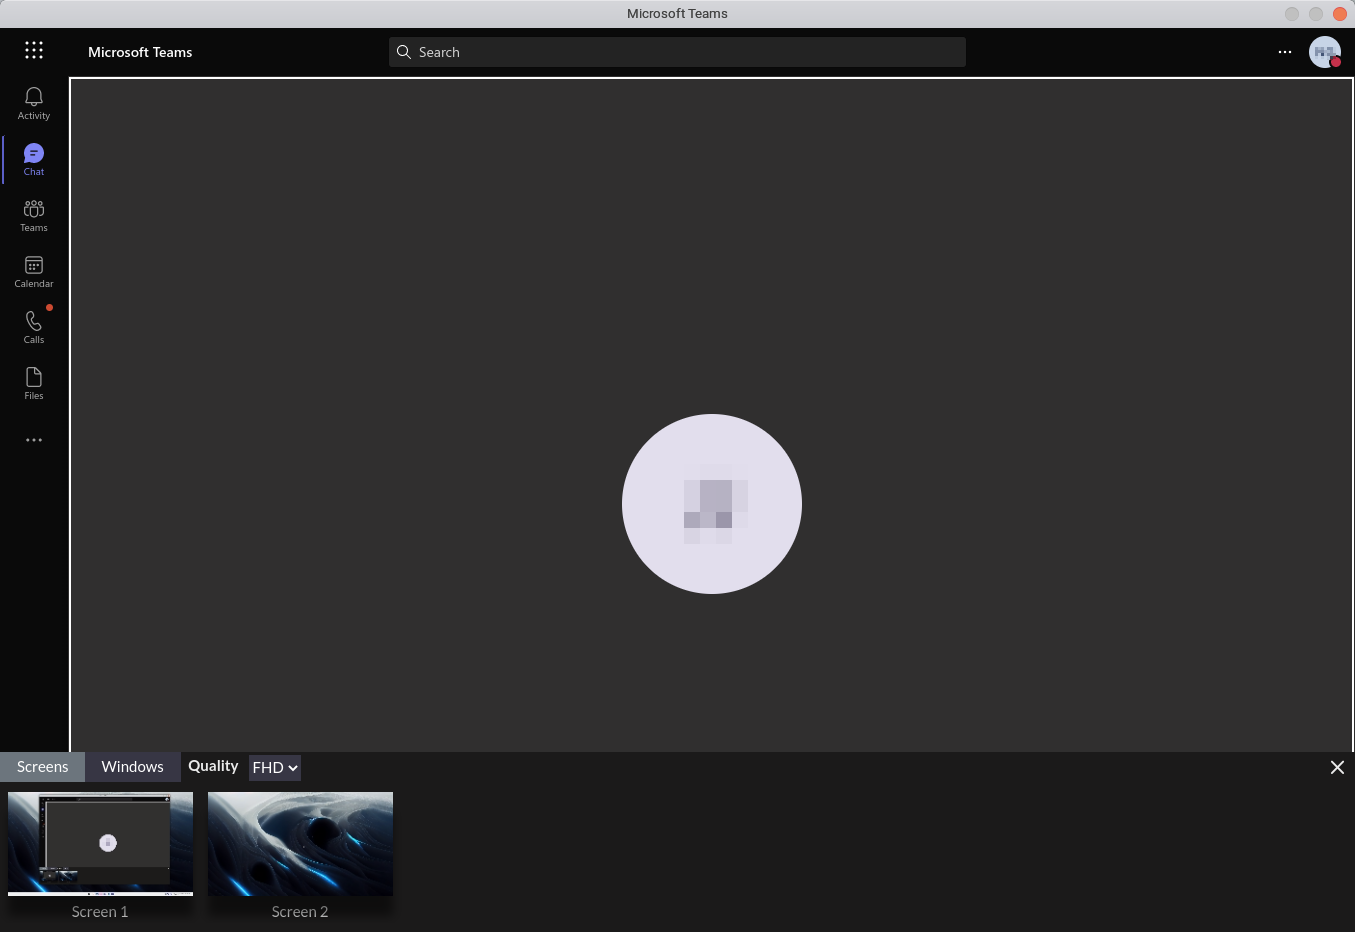 Microsoft Teams
Microsoft Teams
Search
Activity
Chat
Teams
Calendar
Calls
Files
Screens
Windows
Quality
FHD
Screen 1
Screen 2